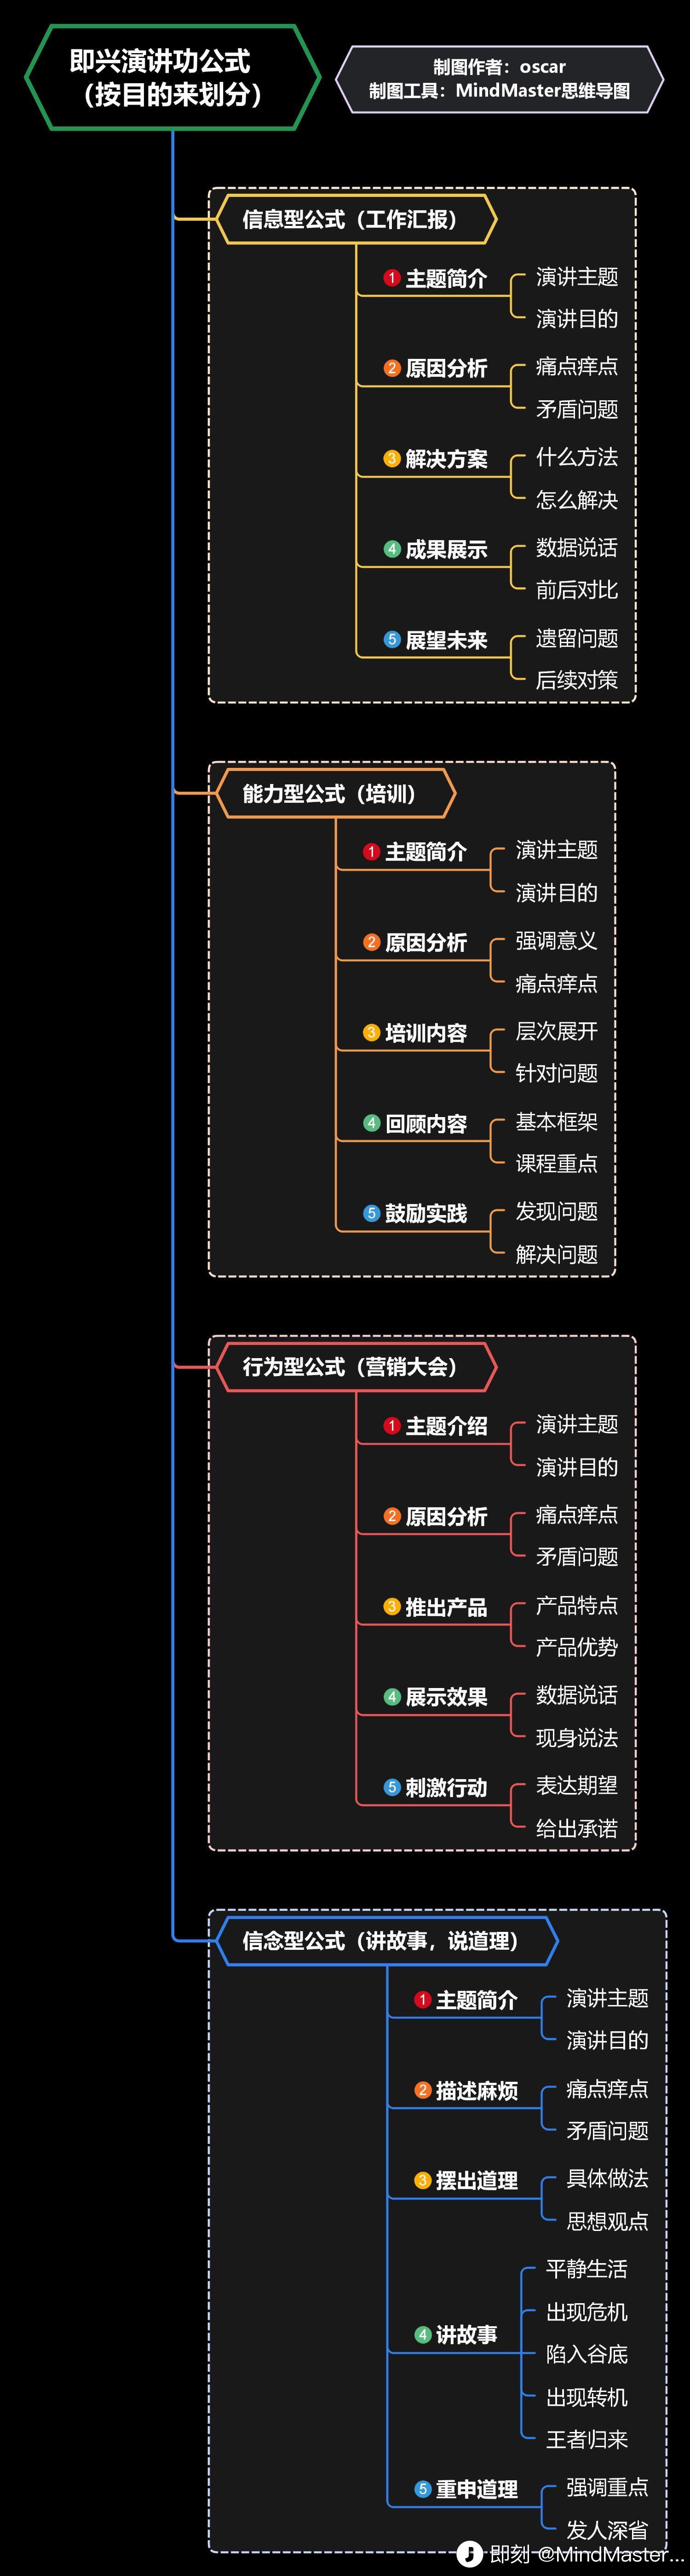 即兴演讲功公式
（按目的来划分）
制图作者：oscar
制图工具：MindMaster思维导图
信息型公式（工作汇报）
1 主题简介
演讲主题
演讲目的
2 原因分析
痛点痒点
矛盾问题
3 解决方案
什么方法
怎么解决
4 成果展示
数据说话
前后对比
5 展望未来
遗留问题
后续对策
能力型公式（培训）
1 主题简介
演讲主题
演讲目的
2 原因分析
强调意义
痛点痒点
3 培训内容
层次展开
针对问题
4 回顾内容
基本框架
课程重点
5 鼓励实践
发现问题
解决问题
行为型公式（营销大会）
1 主题介绍
演讲主题
演讲目的
2 原因分析
痛点痒点
矛盾问题
3 推出产品
产品特点
产品优势
4 展示效果
数据说话
现身说法
5 刺激行动
表达期望
给出承诺
信念型公式（讲故事，说道理）
1 主题简介
演讲主题
演讲目的
2 描述麻烦
痛点痒点
矛盾问题
3 摆出道理
具体做法
思想观点
4 讲故事
平静生活
出现危机
陷入谷底
出现转机
王者归来
5 重申道理
强调重点
发人深省
即刻 @MindMaster...